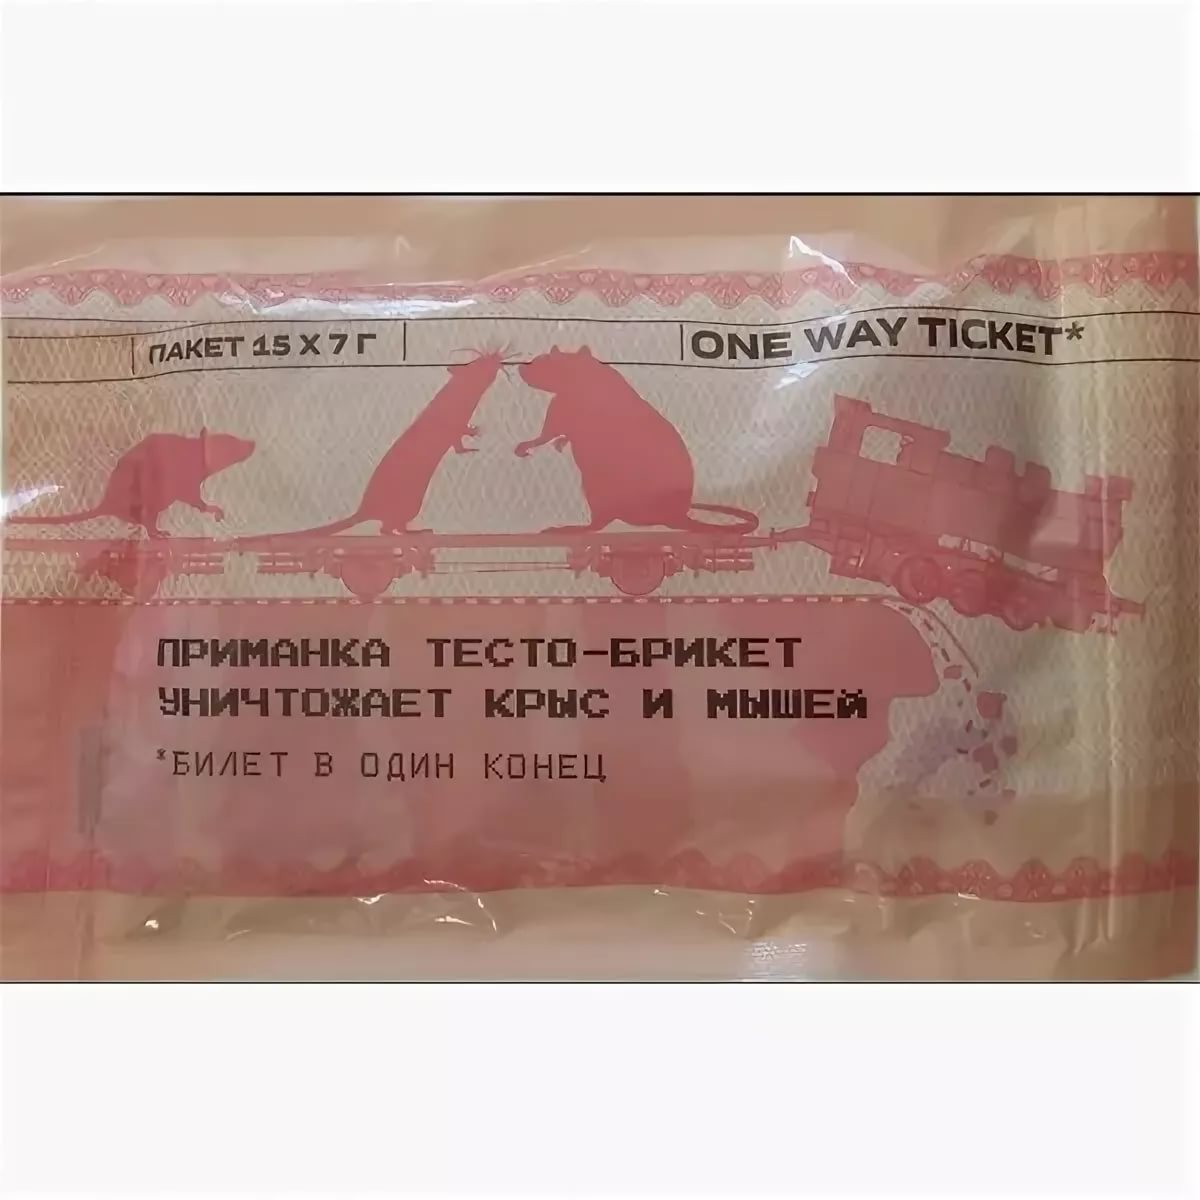 ПАКЕТ 15 X 7 Г
ONE WAY TICKET*
ПРИМАНКА ТЕСТО-БРИКЕТ
УНИЧТОЖАЕТ КРЫС И МЫШЕЙ
*БИЛЕТ В ОДИН КОНЕЦ